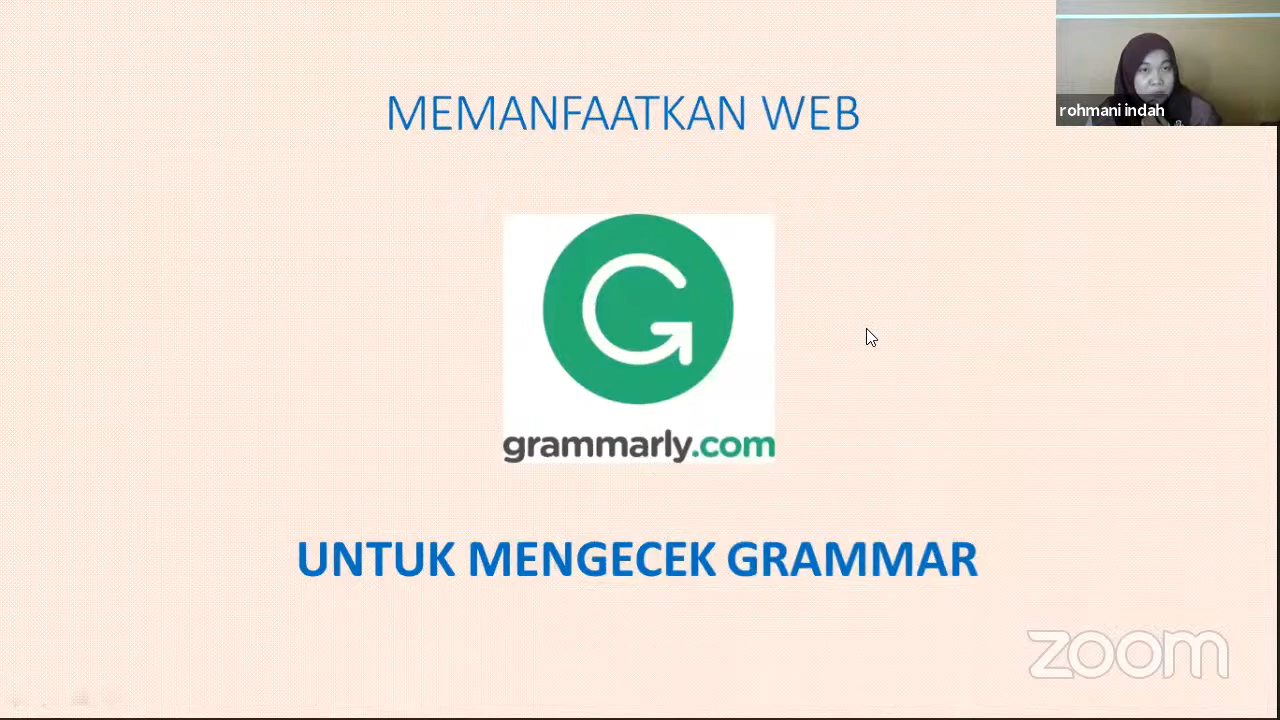 MEMANFAATKAN WEB
rohmani indah
grammarly.com
UNTUK MENGECEK GRAMMAR
zoom